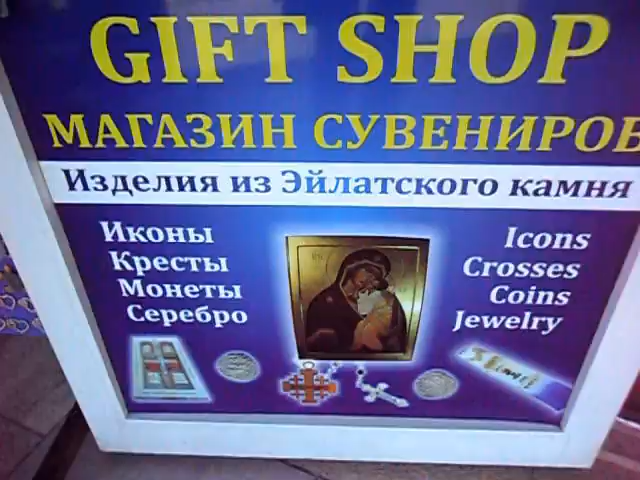 GIFT SHOP
МАГАЗИН СУВЕНИРОВ
Изделия из Эйлатского камня
Иконы
Кресты
Монеты
Серебро
Icons
Crosses
Coins
Jewelry